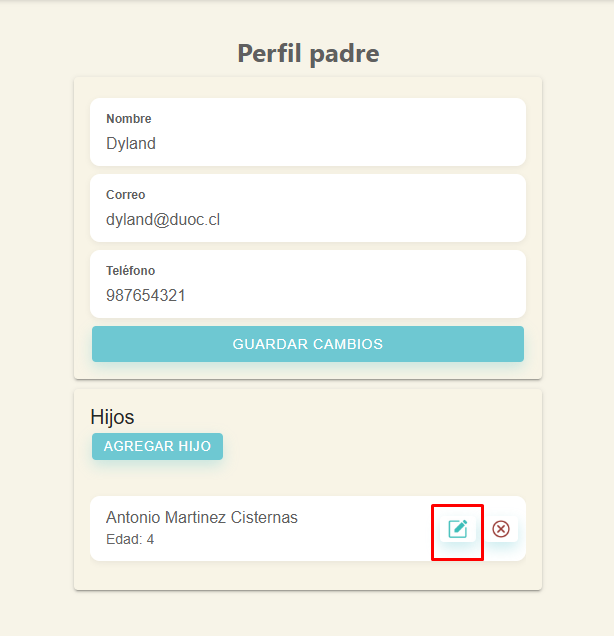 Perfil padre
Nombre
Dyland
Correo
dyland@duoc.cl
Teléfono
987654321
GUARDAR CAMBIOS
Hijos
AGREGAR HIJO
Antonio Martinez Cisternas
Edad: 4